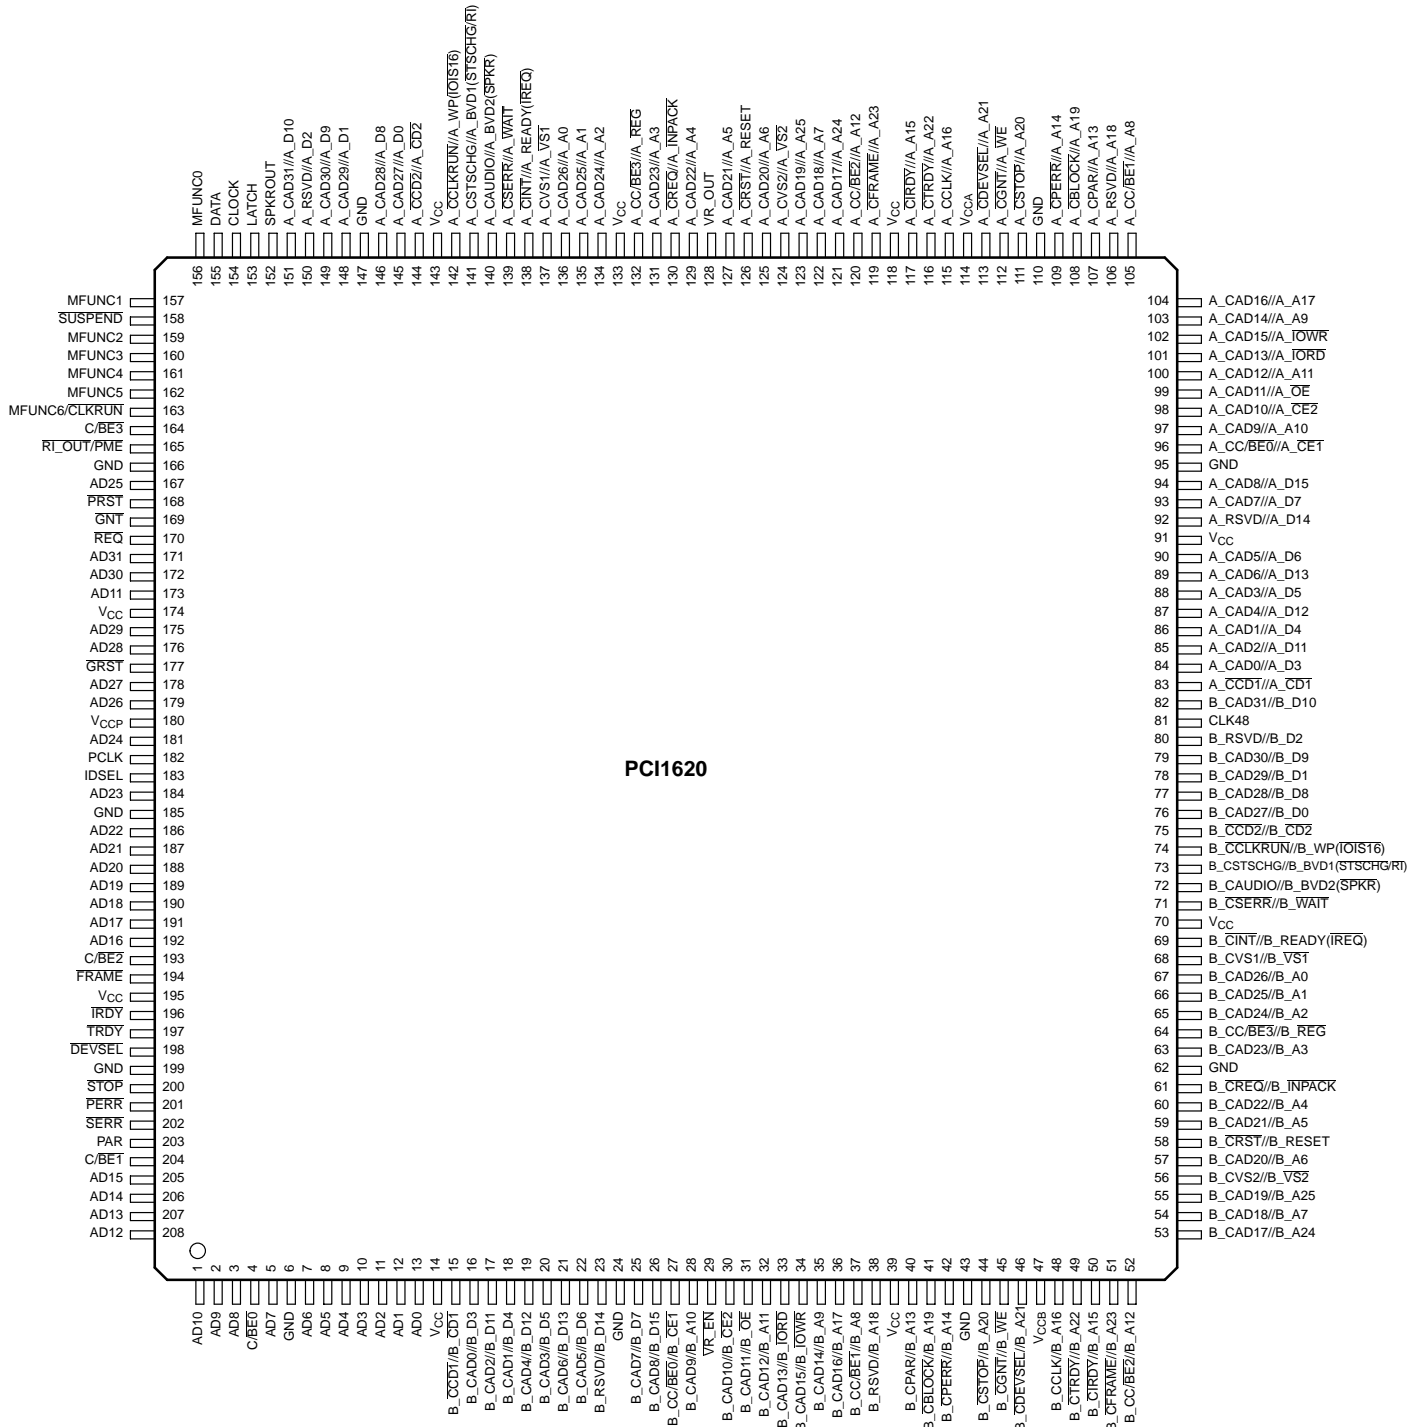 MFUNC0
DATA
CLOCK
LATCH
SPKROUT
A_CAD31//A_D10
A_RSVD//A_D2
A_CAD30//A_D9
A_CAD29//A_D1
GND
A_CAD28//A_D8
A_CAD27//A_D0
A_CCD2//A_CD2
VCC
A_CCLKRUN//A_WP(IOIS16)
A_CSTSCHG//A_BVD1(STSCHG/RI)
A_CAUDIO//A_BVD2(SPKR)
A_CSERR//A_WAIT
A_CINT//A_READY(IREQ)
A_CVS1//A_VS1
A_CAD26//A_A0
A_CAD25//A_A1
A_CAD24//A_A2
VCC
A_CC/BE3//A_REG
A_CAD23//A_A3
A_CREQ//A_INPACK
A_CAD22//A_A4
VR_OUT
A_CAD21//A_A5
A_CRST//A_RESET
A_CAD20//A_A6
A_CVS2//A_VS2
A_CAD19//A_A25
A_CAD18//A_A7
A_CAD17//A_A24
A_CC/BE2//A_A12
A_CFRAME//A_A23
VCC
A_CIRDY//A_A15
A_CTRDY//A_A22
A_CCLK//A_A16
VCCA
A_CDEVSEL//A_A21
A_CGNT//A_WE
A_CSTOP//A_A20
GND
A_CPERR//A_A14
A_CBLOCK//A_A19
A_CPAR//A_A13
A_RSVD//A_A18
A_CC/BE1//A_A8
156 155 154 153 152 151 150 149 148 147 146 145 144 143 142 141 140 139 138 137 136 135 134 133 132 131 130 129 128 127 126 125 124 123 122 121 120 119 118 117 116 115 114 113 112 111 110 109 108 107 106 105
MFUNC1 157
SUSPEND 158
MFUNC2 159
MFUNC3 160
MFUNC4 161
MFUNC5 162
MFUNC6/CLKRUN 163
C/BE3 164
RI_OUT/PME 165
GND 166
AD25 167
PRST 168
GNT 169
REQ 170
AD31 171
AD30 172
AD11 173
VCC 174
AD29 175
AD28 176
GRST 177
AD27 178
AD26 179
VCCP 180
AD24 181
PCLK 182
IDSEL 183
AD23 184
GND 185
AD22 186
AD21 187
AD20 188
AD19 189
AD18 190
AD17 191
AD16 192
C/BE2 193
FRAME 194
VCC 195
IRDY 196
TRDY 197
DEVSEL 198
GND 199
STOP 200
PERR 201
SERR 202
PAR 203
C/BE1 204
AD15 205
AD14 206
AD13 207
AD12 208
PCI1620
104 A_CAD16//A_A17
103 A_CAD14//A_A9
102 A_CAD15//A_IOWR
101 A_CAD13//A_IORD
100 A_CAD12//A_A11
99 A_CAD11//A_OE
98 A_CAD10//A_CE2
97 A_CAD9//A_A10
96 A_CC/BE0//A_CE1
95 GND
94 A_CAD8//A_D15
93 A_CAD7//A_D7
92 A_RSVD//A_D14
91 VCC
90 A_CAD5//A_D6
89 A_CAD6//A_D13
88 A_CAD3//A_D5
87 A_CAD4//A_D12
86 A_CAD1//A_D4
85 A_CAD2//A_D11
84 A_CAD0//A_D3
83 A_CCD1//A_CD1
82 B_CAD31//B_D10
81 CLK48
80 B_RSVD//B_D2
79 B_CAD30//B_D9
78 B_CAD29//B_D1
77 B_CAD28//B_D8
76 B_CAD27//B_D0
75 B_CCD2//B_CD2
74 B_CCLKRUN//B_WP(IOIS16)
73 B_CSTSCHG//B_BVD1(STSCHG/RI)
72 B_CAUDIO//B_BVD2(SPKR)
71 B_CSERR//B_WAIT
70 VCC
69 B_CINT//B_READY(IREQ)
68 B_CVS1//B_VS1
67 B_CAD26//B_A0
66 B_CAD25//B_A1
65 B_CAD24//B_A2
64 B_CC/BE3//B_REG
63 B_CAD23//B_A3
62 GND
61 B_CREQ//B_INPACK
60 B_CAD22//B_A4
59 B_CAD21//B_A5
58 B_CRST//B_RESET
57 B_CAD20//B_A6
56 B_CVS2//B_VS2
55 B_CAD19//B_A25
54 B_CAD18//B_A7
53 B_CAD17//B_A24
1 2 3 4 5 6 7 8 9 10 11 12 13 14 15 16 17 18 19 20 21 22 23 24 25 26 27 28 29 30 31 32 33 34 35 36 37 38 39 40 41 42 43 44 45 46 47 48 49 50 51 52
AD10
AD9
AD8
C/BE0
AD7
GND
AD6
AD5
AD4
AD3
AD2
AD1
AD0
VCC
B_CCD1//B_CD1
B_CAD0//B_D3
B_CAD2//B_D11
B_CAD1//B_D4
B_CAD4//B_D12
B_CAD3//B_D5
B_CAD6//B_D13
B_CAD5//B_D6
B_RSVD//B_D14
GND
B_CAD7//B_D7
B_CAD8//B_D15
B_CC/BE0//B_CE1
B_CAD9//B_A10
VR_EN
B_CAD10//B_CE2
B_CAD11//B_OE
B_CAD12//B_A11
B_CAD13//B_IORD
B_CAD15//B_IOWR
B_CAD14//B_A9
B_CAD16//B_A17
B_CC/BE1//B_A8
B_RSVD//B_A18
VCC
B_CPAR//B_A13
B_CBLOCK//B_A19
B_CPERR//B_A14
GND
B_CSTOP//B_A20
B_CGNT//B_WE
B_CDEVSEL//B_A21
VCCB
B_CCLK//B_A16
B_CTRDY//B_A22
B_CIRDY//B_A15
B_CFRAME//B_A23
B_CC/BE2//B_A12